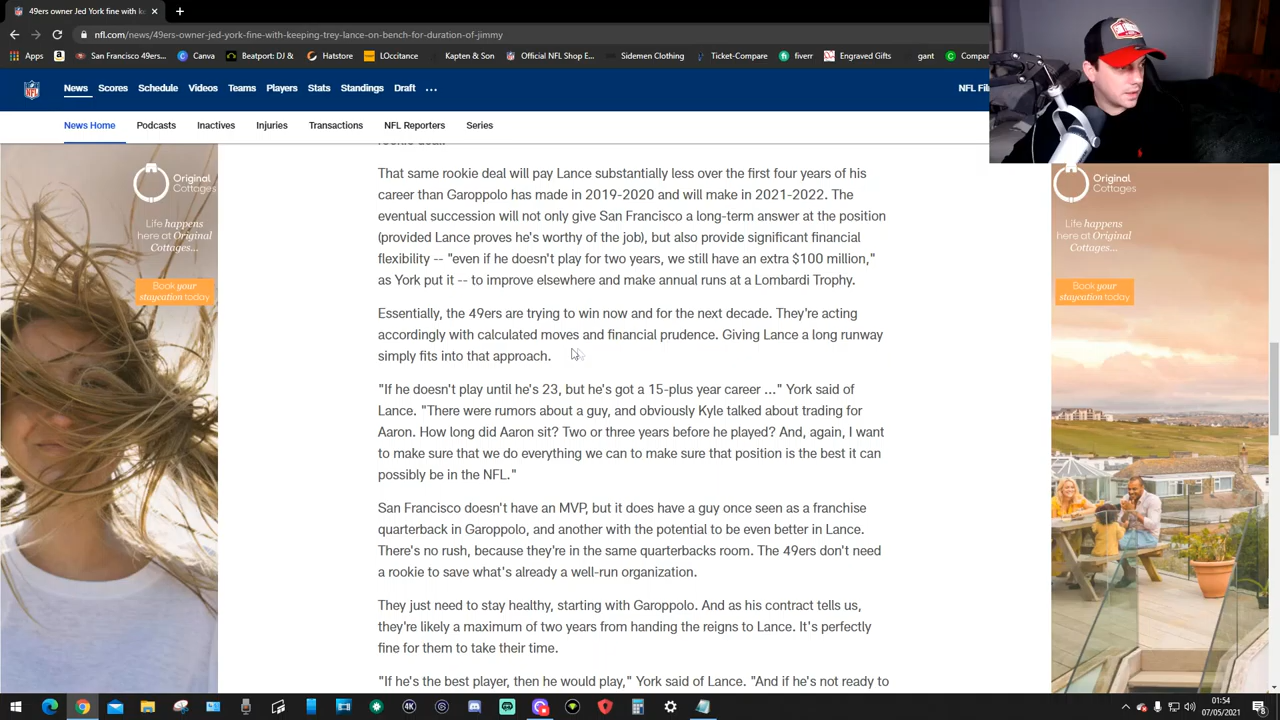 49ers owner Jed York fine with kee
nfl.com/news/49ers-owner-jed-york-fine-with-keeping-trey-lance-on-bench-for-duration-of-jimmy
Apps San Francisco 49ers... Canva Beatport: DJ & Hatstore LOccitance Kapten & Son Official NFL Shop E... Sidemen Clothing Ticket-Compare fiverr Engraved Gifts gant Compar
News Scores Schedule Videos Teams Players Stats Standings Draft ... NFL Fil
News Home Podcasts Inactives Injuries Transactions NFL Reporters Series
rookie deal.
That same rookie deal will pay Lance substantially less over the first four years of his
career than Garoppolo has made in 2019-2020 and will make in 2021-2022. The
eventual succession will not only give San Francisco a long-term answer at the position
(provided Lance proves he's worthy of the job), but also provide significant financial
flexibility -- "even if he doesn't play for two years, we still have an extra $100 million,"
as York put it -- to improve elsewhere and make annual runs at a Lombardi Trophy.
Essentially, the 49ers are trying to win now and for the next decade. They're acting
accordingly with calculated moves and financial prudence. Giving Lance a long runway
simply fits into that approach.
"If he doesn't play until he's 23, but he's got a 15-plus year career ..." York said of
Lance. "There were rumors about a guy, and obviously Kyle talked about trading for
Aaron. How long did Aaron sit? Two or three years before he played? And, again, I want
to make sure that we do everything we can to make sure that position is the best it can
possibly be in the NFL."
San Francisco doesn't have an MVP, but it does have a guy once seen as a franchise
quarterback in Garoppolo, and another with the potential to be even better in Lance.
There's no rush, because they're in the same quarterbacks room. The 49ers don't need
a rookie to save what's already a well-run organization.
They just need to stay healthy, starting with Garoppolo. And as his contract tells us,
they're likely a maximum of two years from handing the reigns to Lance. It's perfectly
fine for them to take their time.
"If he's the best player, then he would play," York said of Lance. "And if he's not ready to
Original
Cottages
Life happens
here at Original
Cottages...
Book your
staycation today
Original
Cottages
Life happens
here at Original
Cottages...
Book your
staycation today
01:54
07/05/2021